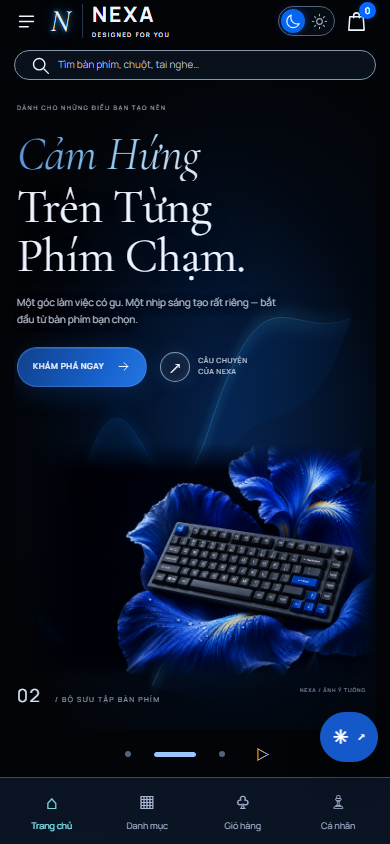 N
NEXA
DESIGNED FOR YOU
0
Tìm bàn phím, chuột, tai nghe...
DÀNH CHO NHỮNG ĐIỀU BẠN TẠO NÊN
Cảm Hứng
Trên Từng
Phím Chạm.
Một góc làm việc có gu. Một nhịp sáng tạo rất riêng — bắt
đầu từ bàn phím bạn chọn.
KHÁM PHÁ NGAY →
↗ CÂU CHUYỆN
CỦA NEXA
02 / BỘ SƯU TẬP BÀN PHÍM
NEXA / ẢNH Ý TƯỞNG
Trang chủ
Danh mục
Giỏ hàng
Cá nhân